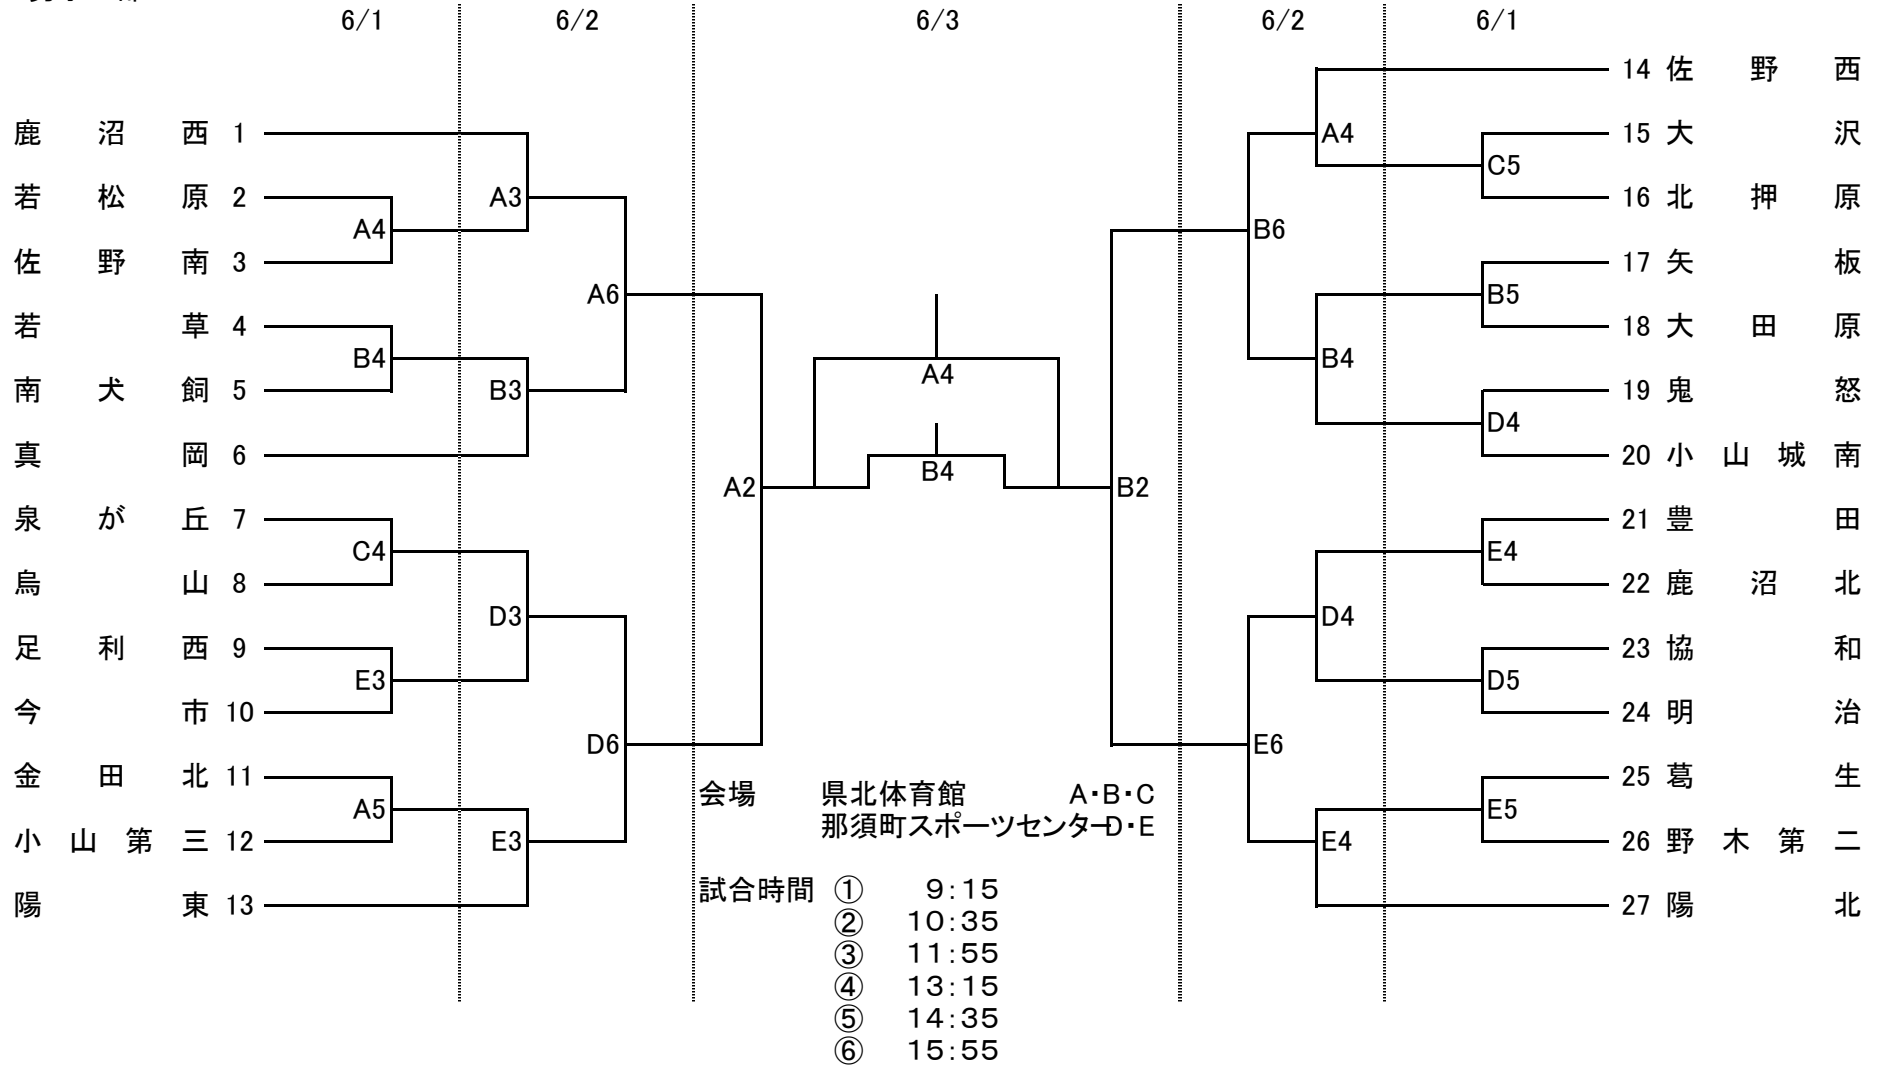 6/1 6/2 6/3 6/2 6/1
14 佐野西
鹿沼西 1 A4 15 大沢
C5
若松原 2 A3 16 北押原
A4 B6
佐野南 3 17 矢板
A6 B5
若草 4 18 大田原
B4 B4
A4
南犬飼 5 B3 19 鬼怒
D4
真岡 6 20 小山城南
B4
A2 B2
泉が丘 7 21 豊田
C4 E4
烏山 8 22 鹿沼北
D3 D4
足利西 9 23 協和
E3 D5
今市 10 24 明治
D6 E6
金田北 11 25 葛生
会場 県北体育館 A・B・C
A5 E5
那須町スポーツセンターD・E
小山第三 12 E3 E4 26 野木第二
試合時間 ① 9:15
陽東 13 27 陽北
② 10:35
③ 11:55
④ 13:15
⑤ 14:35
⑥ 15:55